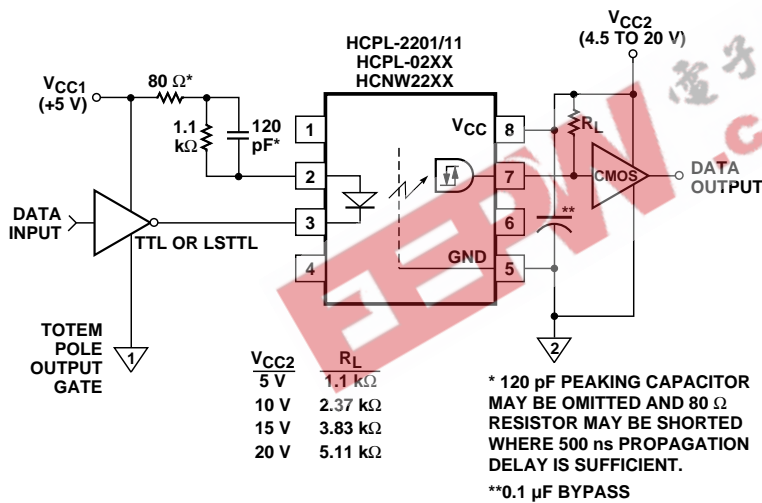 HCPL-2201/11
HCPL-02XX
HCNW22XX
VCC2
(4.5 TO 20 V)
VCC1
(+5 V)
80 Ω*
1.1
kΩ
120
pF*
1
2
3
4
VCC
8
7
6
GND
5
RL
CMOS
DATA
OUTPUT
**
DATA
INPUT
TTL OR LSTTL
TOTEM
POLE
OUTPUT
GATE
1
2
VCC2 RL
5 V 1.1 kΩ
10 V 2.37 kΩ
15 V 3.83 kΩ
20 V 5.11 kΩ
* 120 pF PEAKING CAPACITOR
MAY BE OMITTED AND 80 Ω
RESISTOR MAY BE SHORTED
WHERE 500 ns PROPAGATION
DELAY IS SUFFICIENT.
**0.1 µF BYPASS
EEPW
電子
.c